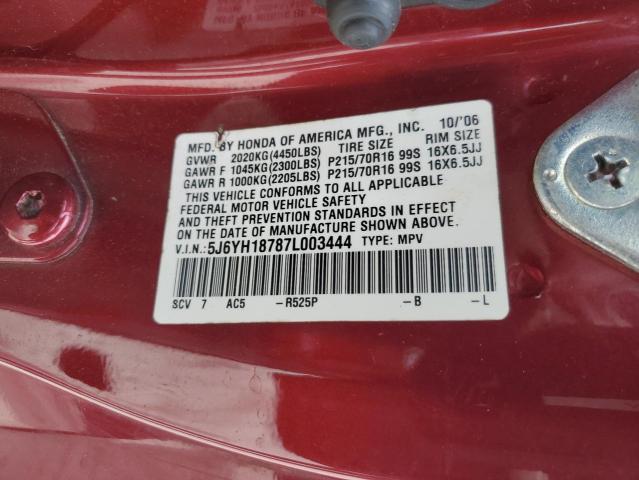 MFD. BY HONDA OF AMERICA MFG., INC. 10/'06
GVWR 2020KG(4450LBS) TIRE SIZE RIM SIZE
GAWR F 1045KG(2300LBS) P215/70R16 99S 16X6.5JJ
GAWR R 1000KG(2205LBS) P215/70R16 99S 16X6.5JJ
THIS VEHICLE CONFORMS TO ALL APPLICABLE
FEDERAL MOTOR VEHICLE SAFETY
AND THEFT PREVENTION STANDARDS IN EFFECT
ON THE DATE OF MANUFACTURE SHOWN ABOVE.
V.I.N.: 5J6YH18787L003444 TYPE: MPV
SCV 7 AC5 -R525P -B -L